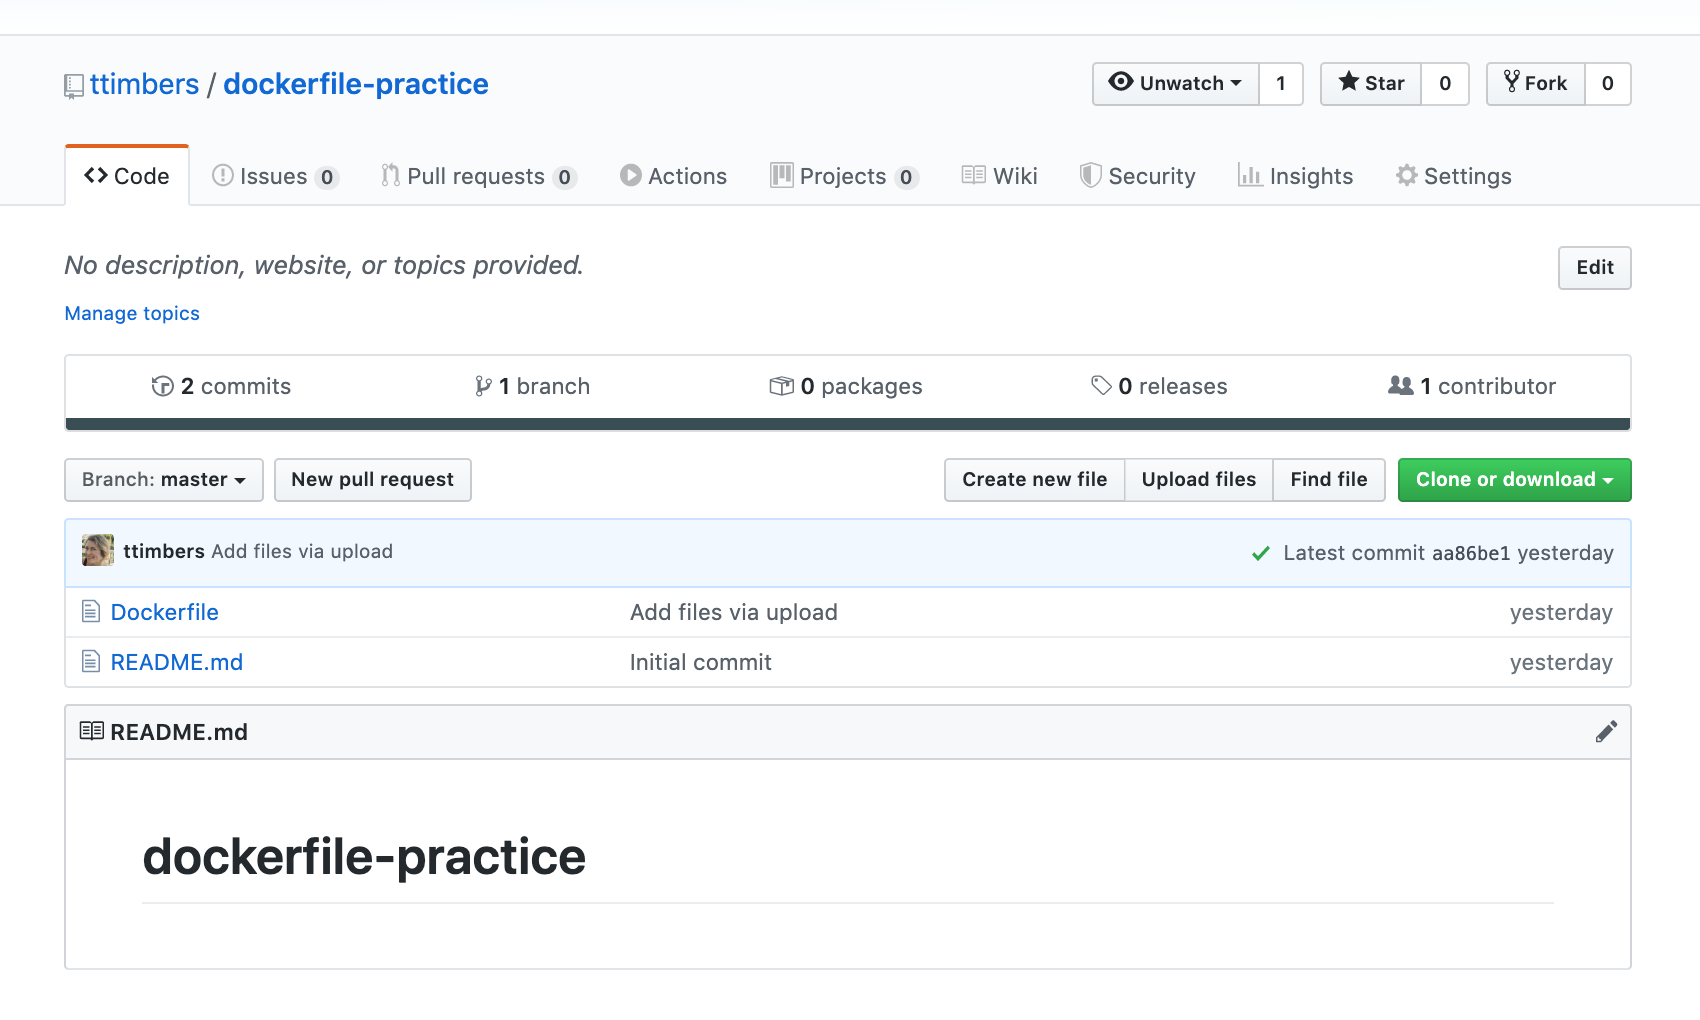 ttimbers / dockerfile-practice
Unwatch 1 Star 0 Fork 0
Code Issues 0 Pull requests 0 Actions Projects 0 Wiki Security Insights Settings
No description, website, or topics provided.
Edit
Manage topics
2 commits 1 branch 0 packages 0 releases 1 contributor
Branch: master New pull request Create new file Upload files Find file Clone or download
ttimbers Add files via upload Latest commit aa86be1 yesterday
Dockerfile Add files via upload yesterday
README.md Initial commit yesterday
README.md
dockerfile-practice